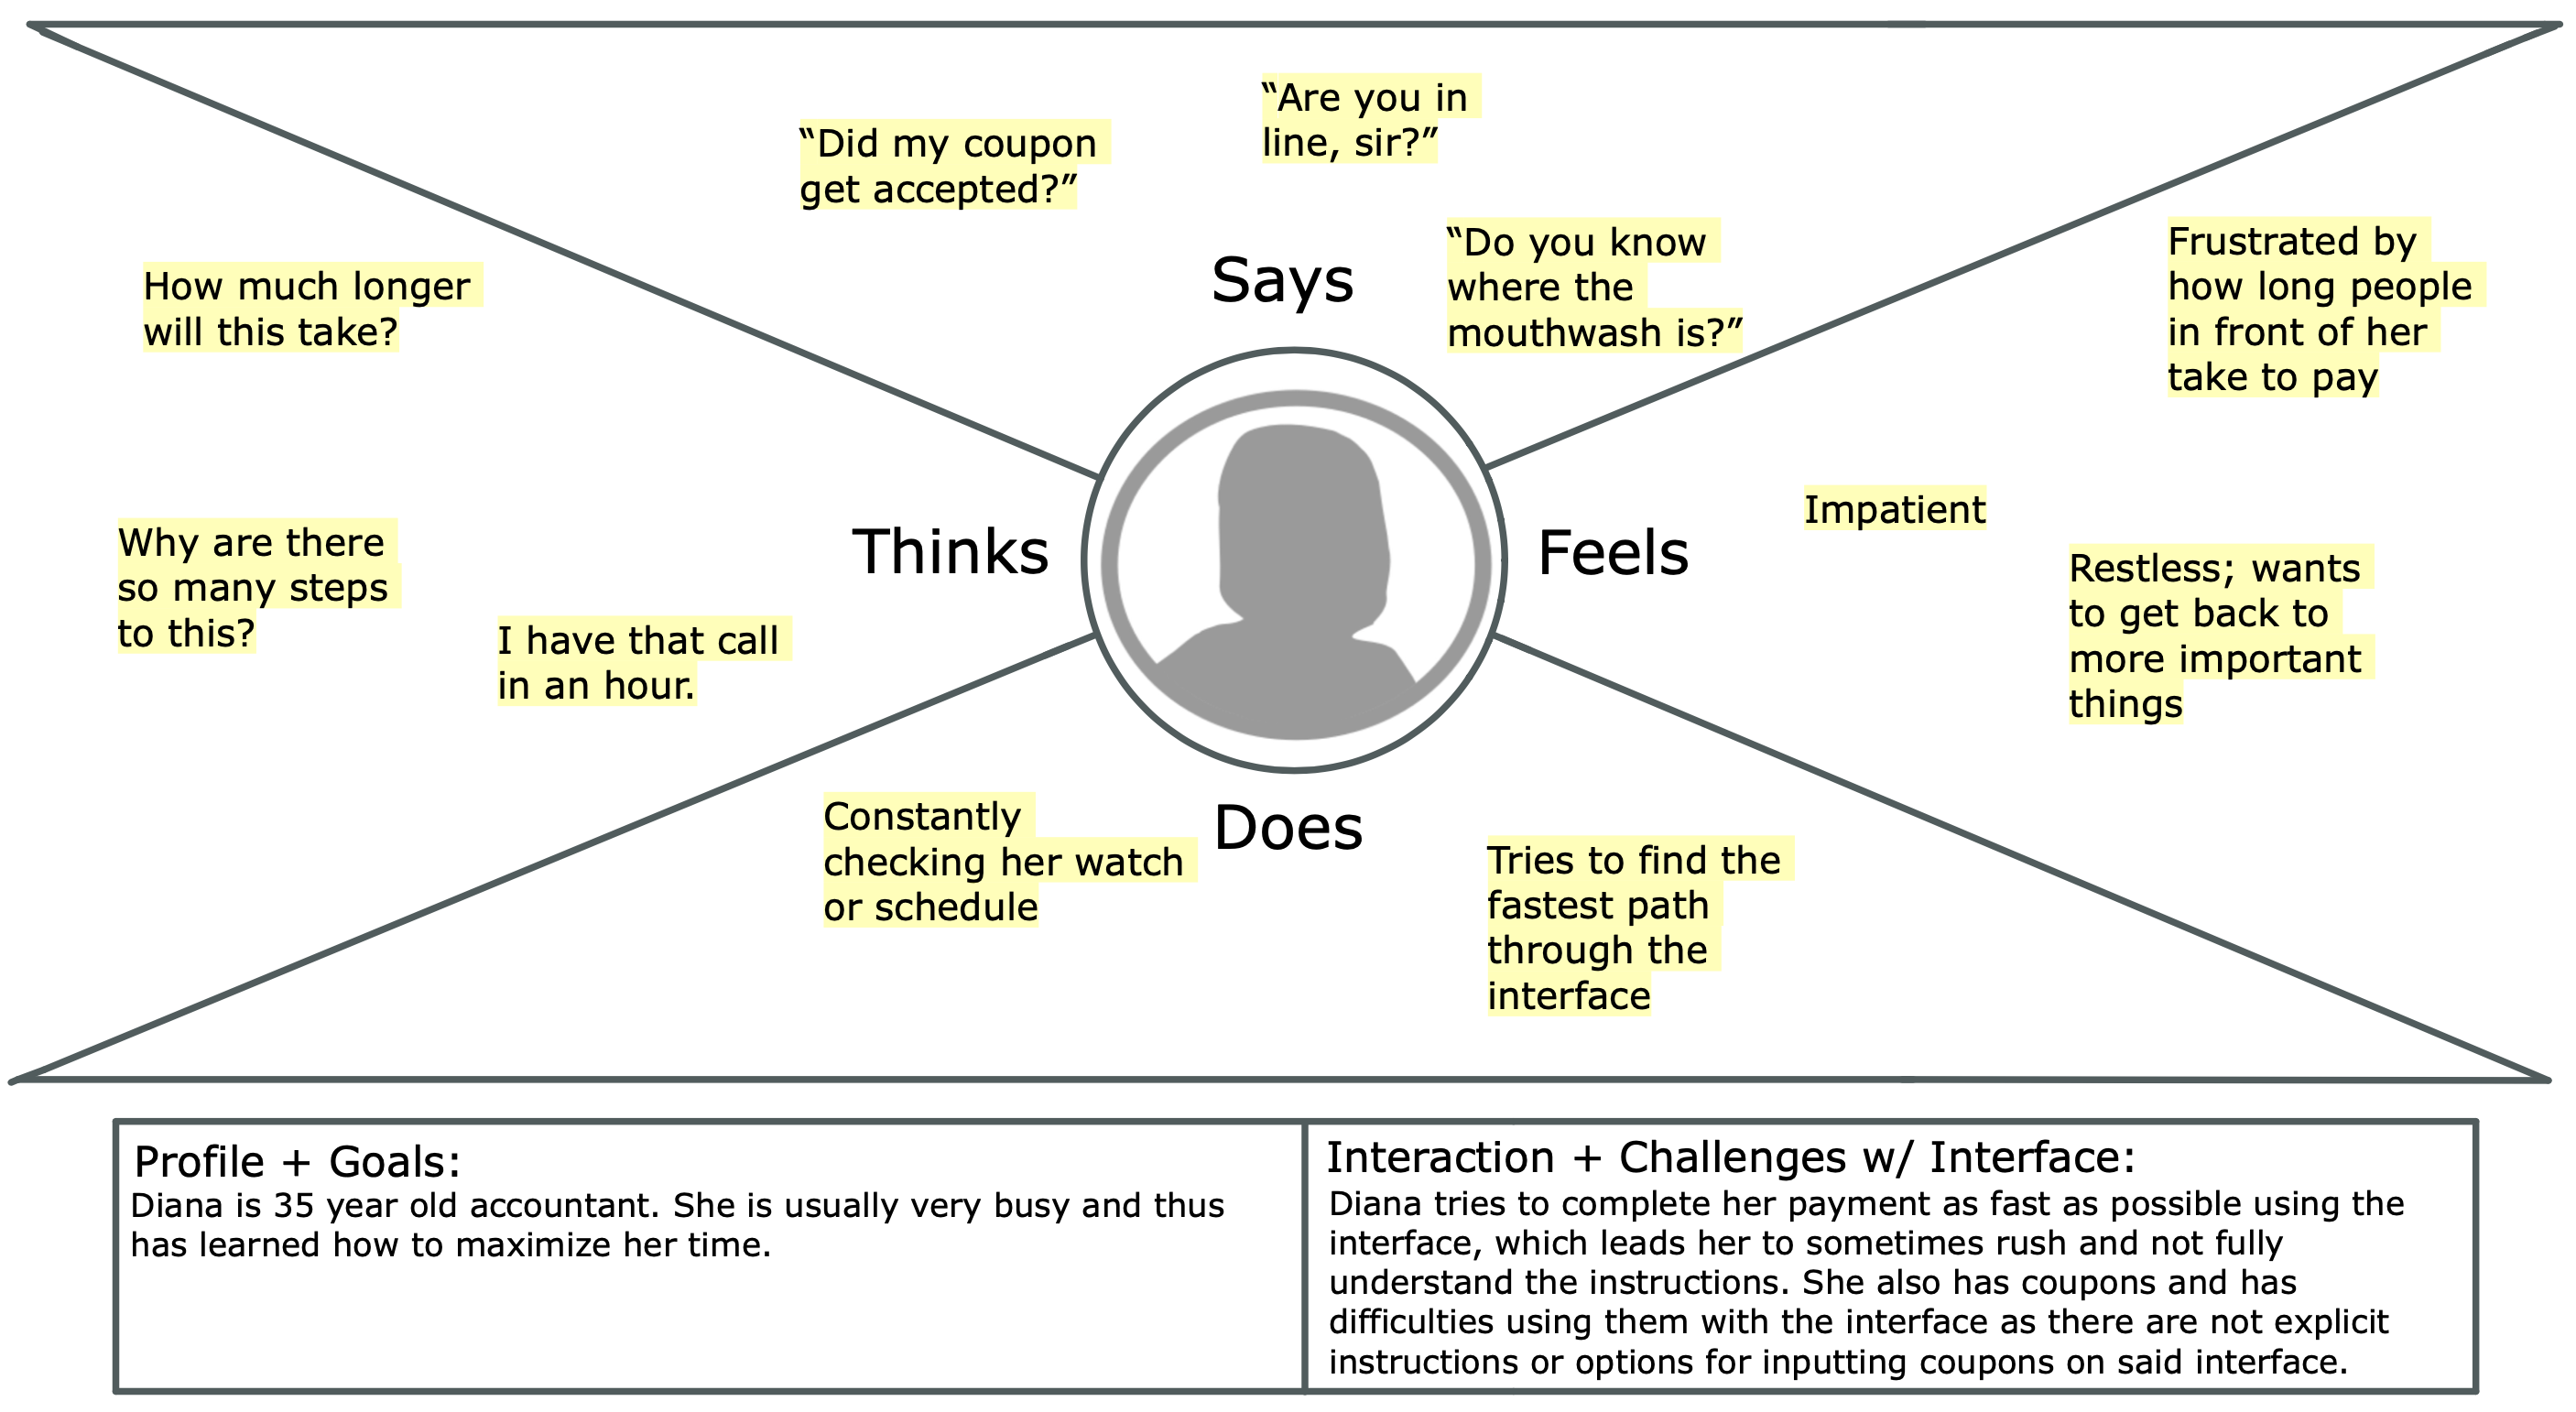 “Are you in
line, sir?”
“Did my coupon
get accepted?”
“Do you know
where the
mouthwash is?”
Says
How much longer
will this take?
Why are there
so many steps
to this?
I have that call
in an hour.
Thinks
Feels
Frustrated by
how long people
in front of her
take to pay
Impatient
Restless; wants
to get back to
more important
things
Does
Constantly
checking her watch
or schedule
Tries to find the
fastest path
through the
interface
Profile + Goals:
Diana is 35 year old accountant. She is usually very busy and thus
has learned how to maximize her time.
Interaction + Challenges w/ Interface:
Diana tries to complete her payment as fast as possible using the
interface, which leads her to sometimes rush and not fully
understand the instructions. She also has coupons and has
difficulties using them with the interface as there are not explicit
instructions or options for inputting coupons on said interface.